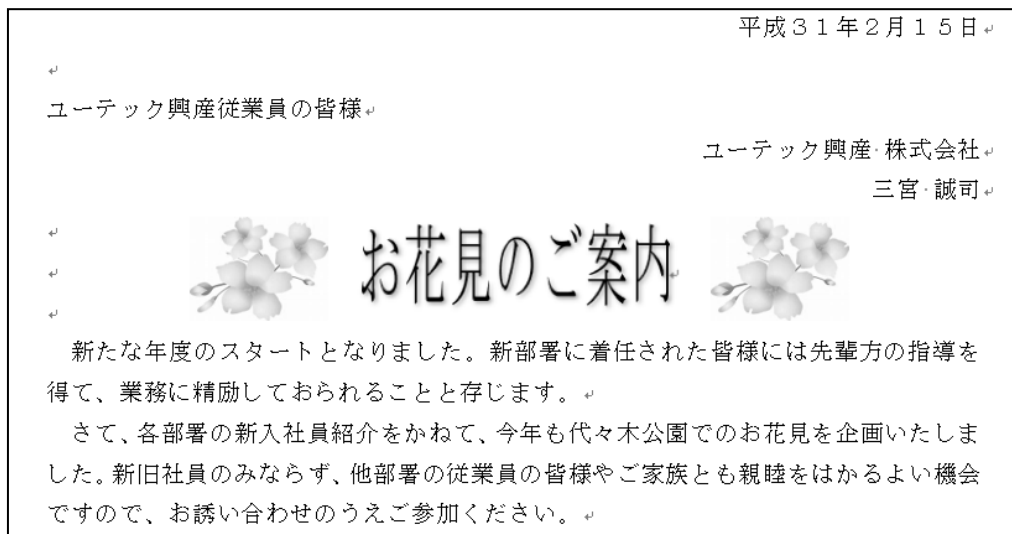 平成３１年２月１５日
ユーテック興産従業員の皆様
ユーテック興産 株式会社
三宮 誠司
お花見のご案内
新たな年度のスタートとなりました。新部署に着任された皆様には先輩方の指導を
得て、業務に精励しておられることと存じます。
さて、各部署の新入社員紹介をかねて、今年も代々木公園でのお花見を企画いたしま
した。新旧社員のみならず、他部署の従業員の皆様やご家族とも親睦をはかるよい機会
ですので、お誘い合わせのうえご参加ください。